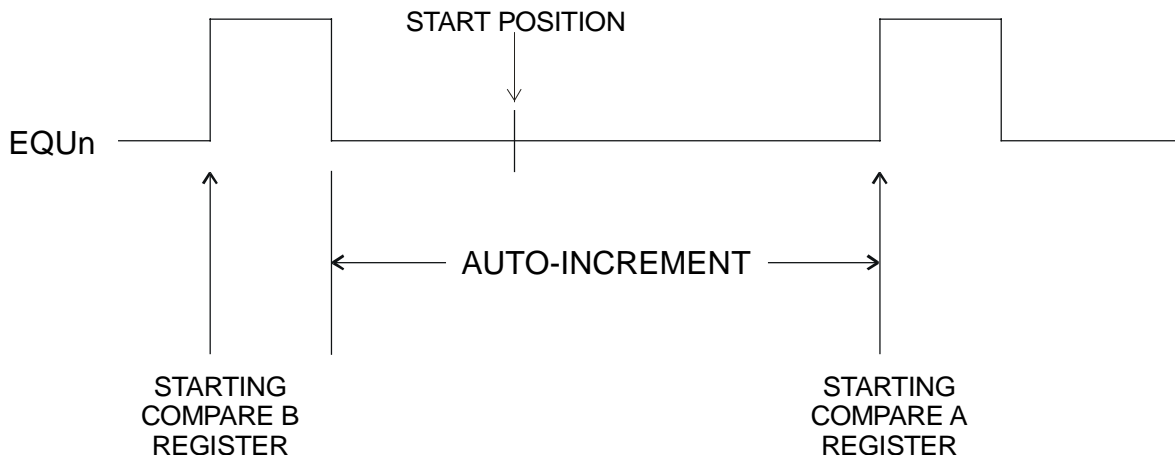 START POSITION
EQUn
AUTO-INCREMENT
STARTING
COMPARE B
REGISTER
STARTING
COMPARE A
REGISTER